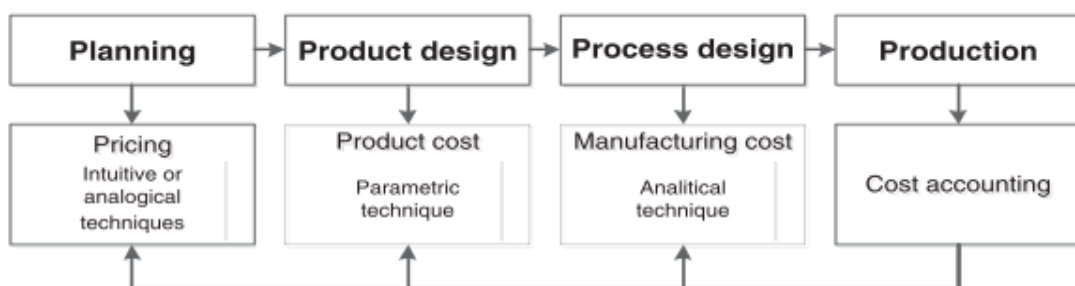 Planning
Product design
Process design
Production
Pricing
Intuitive or
analogical
techniques
Product cost
Parametric
technique
Manufacturing cost
Analitical
technique
Cost accounting